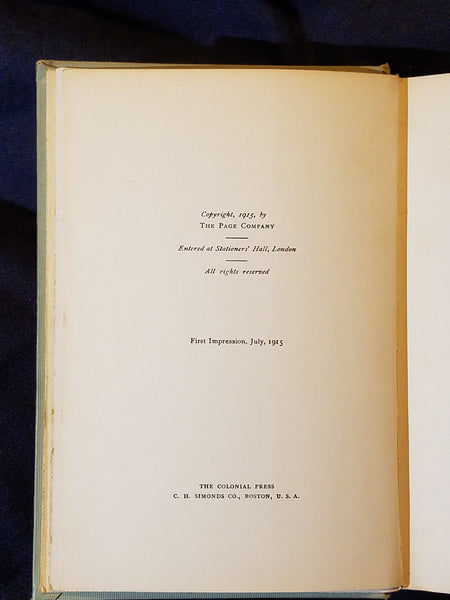 Copyright, 1915, by
THE PAGE COMPANY
Entered at Stationers' Hall, London
All rights reserved
First Impression, July, 1915
THE COLONIAL PRESS
C. H. SIMONDS CO., BOSTON, U. S. A.